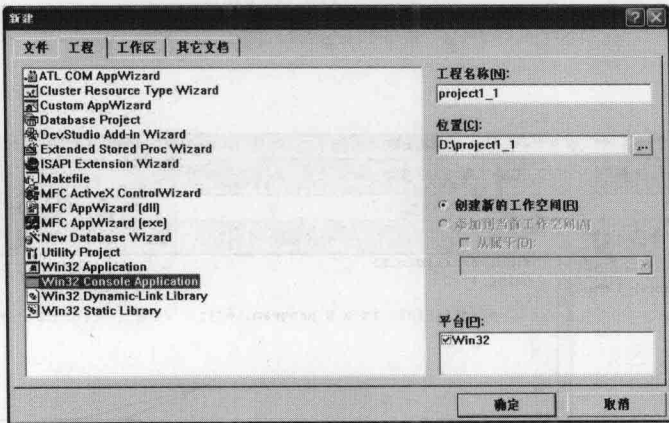 新建
文件 工程 工作区 其它文档
ATL COM AppWizard
Cluster Resource Type Wizard
Custom AppWizard
Database Project
DevStudio Add-in Wizard
Extended Stored Proc Wizard
ISAPI Extension Wizard
Makefile
MFC ActiveX ControlWizard
MFC AppWizard [dll]
MFC AppWizard [exe]
New Database Wizard
Utility Project
Win32 Application
Win32 Console Application
Win32 Dynamic-Link Library
Win32 Static Library
工程名称[N]:
project1_1
位置[C]:
D:\project1_1
...
创建新的工作空间[R]
添加到当前工作空间[A]
从属于[D]:
平台[P]:
Win32
确定 取消